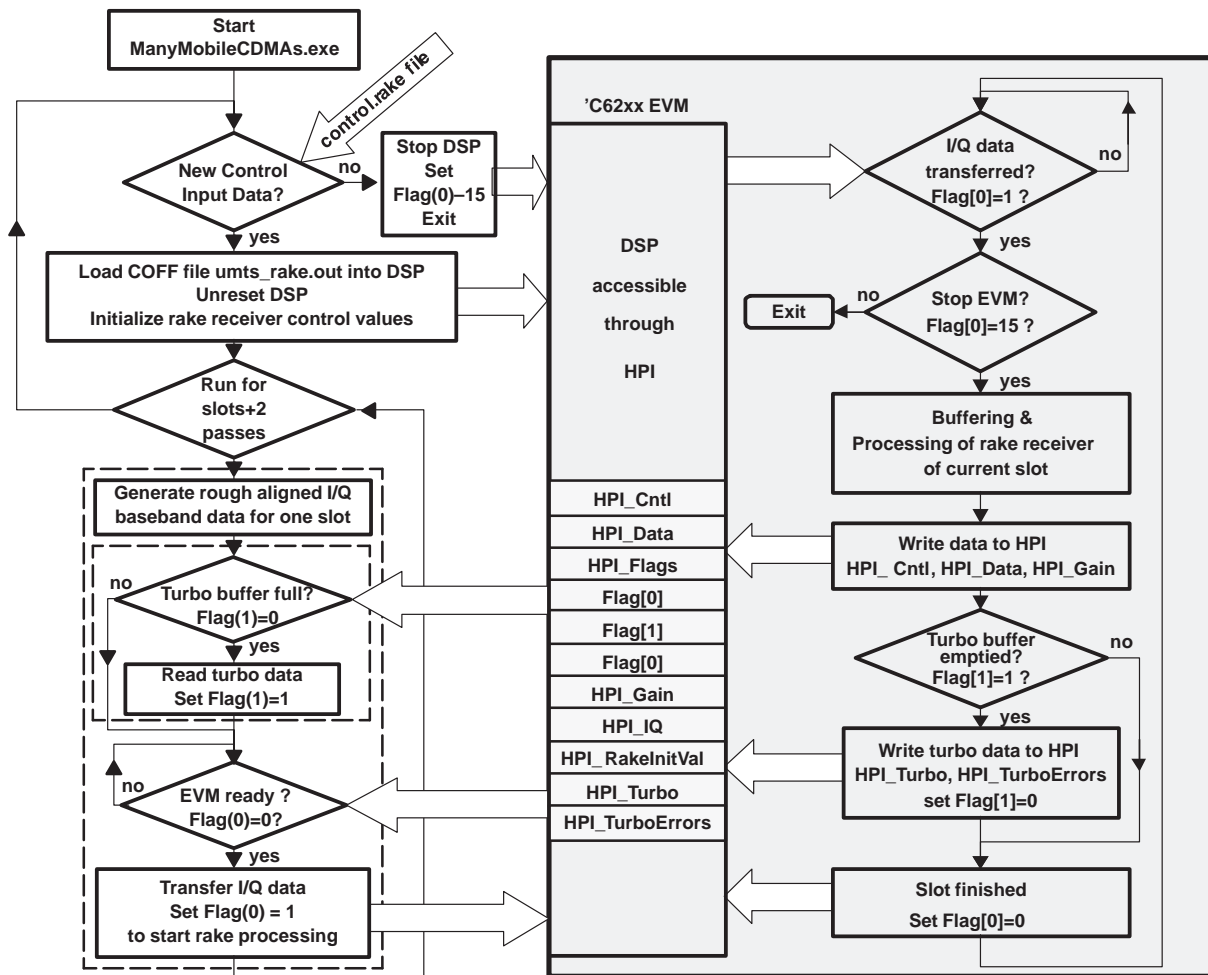 Start
ManyMobileCDMAs.exe
control.rake file
New Control
Input Data?
no
yes
Stop DSP
Set
Flag(0)–15
Exit
Load COFF file umts_rake.out into DSP
Unreset DSP
Initialize rake receiver control values
Run for
slots+2
passes
Generate rough aligned I/Q
baseband data for one slot
no
Turbo buffer full?
Flag(1)=0
yes
Read turbo data
Set Flag(1)=1
no
EVM ready ?
Flag(0)=0?
yes
Transfer I/Q data
Set Flag(0) = 1
to start rake processing
’C62xx EVM
DSP
accessible
through
HPI
HPI_Cntl
HPI_Data
HPI_Flags
Flag[0]
Flag[1]
Flag[0]
HPI_Gain
HPI_IQ
HPI_RakeInitVal
HPI_Turbo
HPI_TurboErrors
I/Q data
transferred?
Flag[0]=1 ?
no
yes
Stop EVM?
Flag[0]=15 ?
no
Exit
yes
Buffering &
Processing of rake receiver
of current slot
Write data to HPI
HPI_ Cntl, HPI_Data, HPI_Gain
Turbo buffer
emptied?
Flag[1]=1 ?
no
yes
Write turbo data to HPI
HPI_Turbo, HPI_TurboErrors
set Flag[1]=0
Slot finished
Set Flag[0]=0